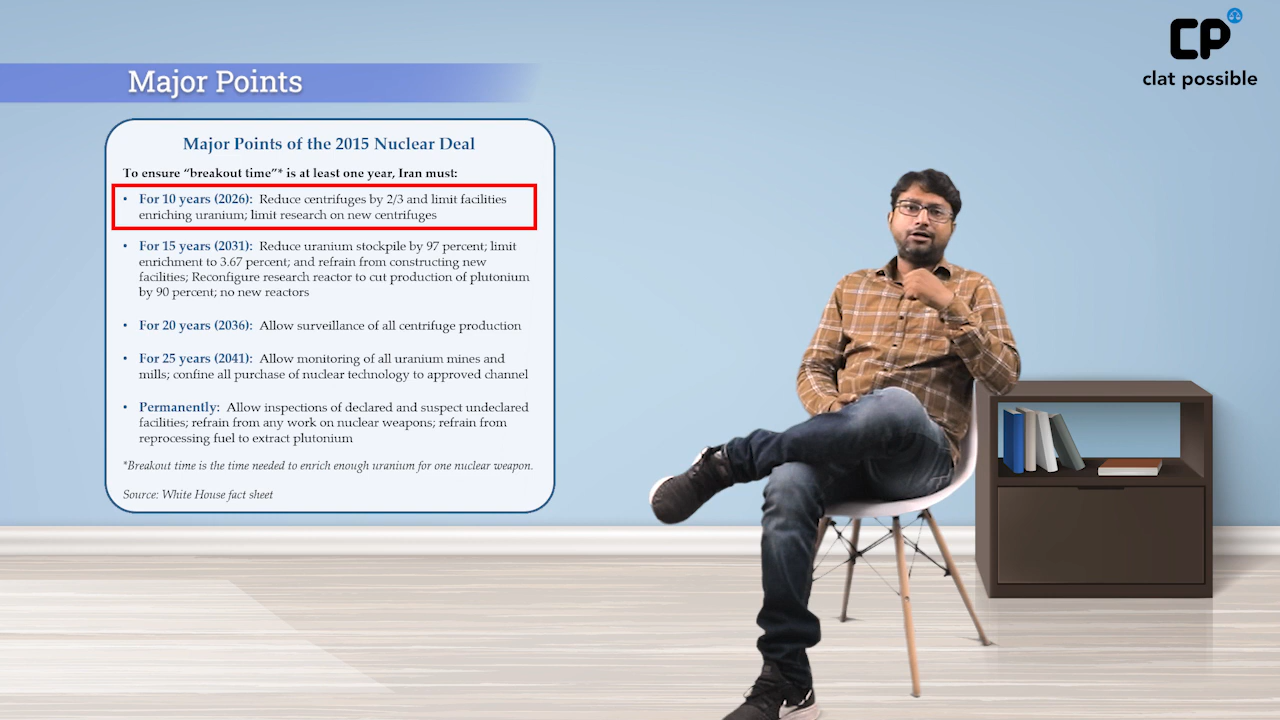 CP
clat possible
Major Points
Major Points of the 2015 Nuclear Deal
To ensure “breakout time”* is at least one year, Iran must:
• For 10 years (2026): Reduce centrifuges by 2/3 and limit facilities
enriching uranium; limit research on new centrifuges
• For 15 years (2031): Reduce uranium stockpile by 97 percent; limit
enrichment to 3.67 percent; and refrain from constructing new
facilities; Reconfigure research reactor to cut production of plutonium
by 90 percent; no new reactors
• For 20 years (2036): Allow surveillance of all centrifuge production
• For 25 years (2041): Allow monitoring of all uranium mines and
mills; confine all purchase of nuclear technology to approved channel
• Permanently: Allow inspections of declared and suspect undeclared
facilities; refrain from any work on nuclear weapons; refrain from
reprocessing fuel to extract plutonium
*Breakout time is the time needed to enrich enough uranium for one nuclear weapon.
Source: White House fact sheet